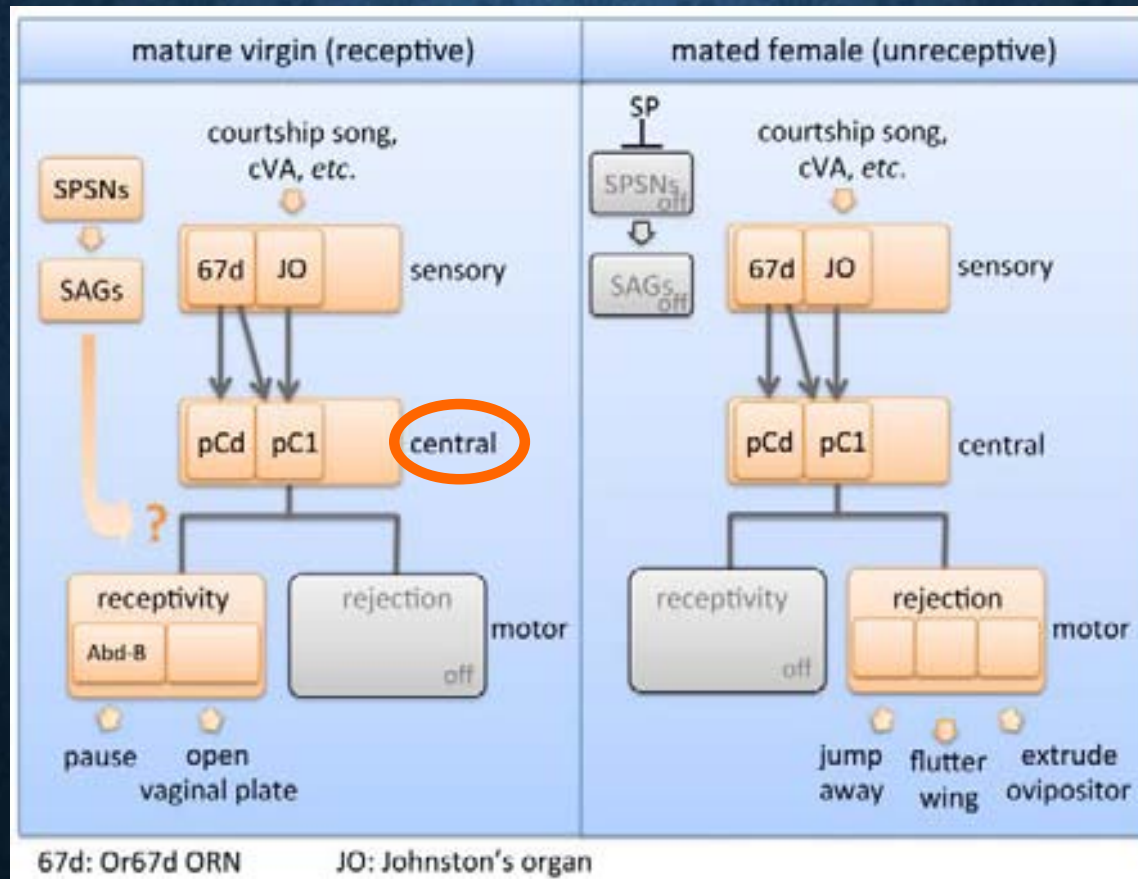 mature virgin (receptive)
courtship song,
cVA, etc.
SPSNs
SAGs
67d JO
sensory
pCd pC1
central
?
receptivity
Abd-B
rejection
off
motor
pause
open
vaginal plate
mated female (unreceptive)
SP
courtship song,
cVA, etc.
SPSNs
off
SAGs
off
67d JO
sensory
pCd pC1
central
receptivity
off
rejection
motor
jump
away
flutter
wing
extrude
ovipositor
67d: Or67d ORN JO: Johnston's organ